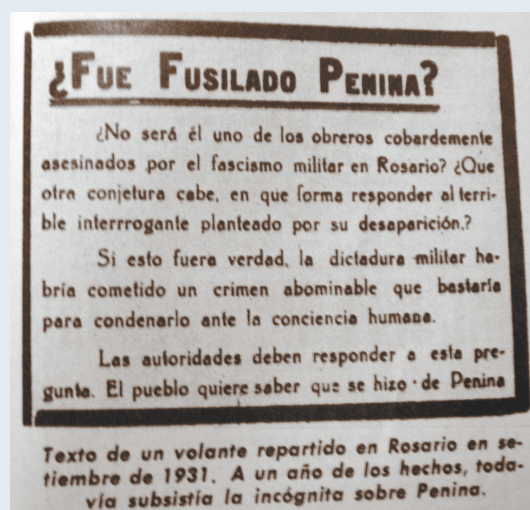 ¿FUE FUSILADO PENINA?
¿No será él uno de los obreros cobardemente
asesinados por el fascismo militar en Rosario? ¿Que
otra conjetura cabe, en que forma responder al terri-
ble interrrogante planteado por su desaparición.?
Si esto fuera verdad, la dictadura militar ha-
bría cometido un crimen abominable que bastaría
para condenarlo ante la conciencia humana.
Las autoridades deben responder a esta pre-
gunta. El pueblo quiere saber que se hizo de Penina
Texto de un volante repartido en Rosario en se-
tiembre de 1931. A un año de los hechos, toda-
vía subsistía la incógnita sobre Penina.